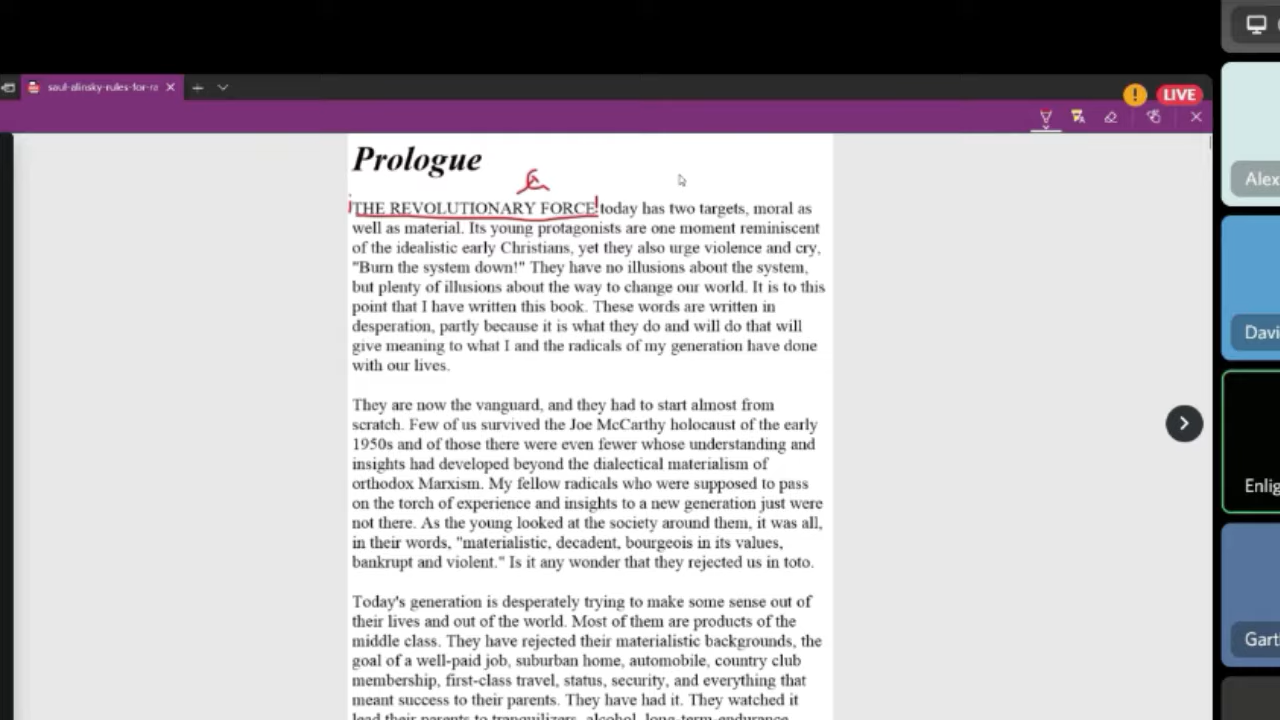 saul-alinsky-rules-for-ra
LIVE
Prologue
THE REVOLUTIONARY FORCE today has two targets, moral as
well as material. Its young protagonists are one moment reminiscent
of the idealistic early Christians, yet they also urge violence and cry,
"Burn the system down!" They have no illusions about the system,
but plenty of illusions about the way to change our world. It is to this
point that I have written this book. These words are written in
desperation, partly because it is what they do and will do that will
give meaning to what I and the radicals of my generation have done
with our lives.
They are now the vanguard, and they had to start almost from
scratch. Few of us survived the Joe McCarthy holocaust of the early
1950s and of those there were even fewer whose understanding and
insights had developed beyond the dialectical materialism of
orthodox Marxism. My fellow radicals who were supposed to pass
on the torch of experience and insights to a new generation just were
not there. As the young looked at the society around them, it was all,
in their words, "materialistic, decadent, bourgeois in its values,
bankrupt and violent." Is it any wonder that they rejected us in toto.
Today's generation is desperately trying to make some sense out of
their lives and out of the world. Most of them are products of the
middle class. They have rejected their materialistic backgrounds, the
goal of a well-paid job, suburban home, automobile, country club
membership, first-class travel, status, security, and everything that
meant success to their parents. They have had it. They watched it
lead their parents to tranquilizers, alcohol, long-term-endurance
Alex
Davi
Enlig
Gart